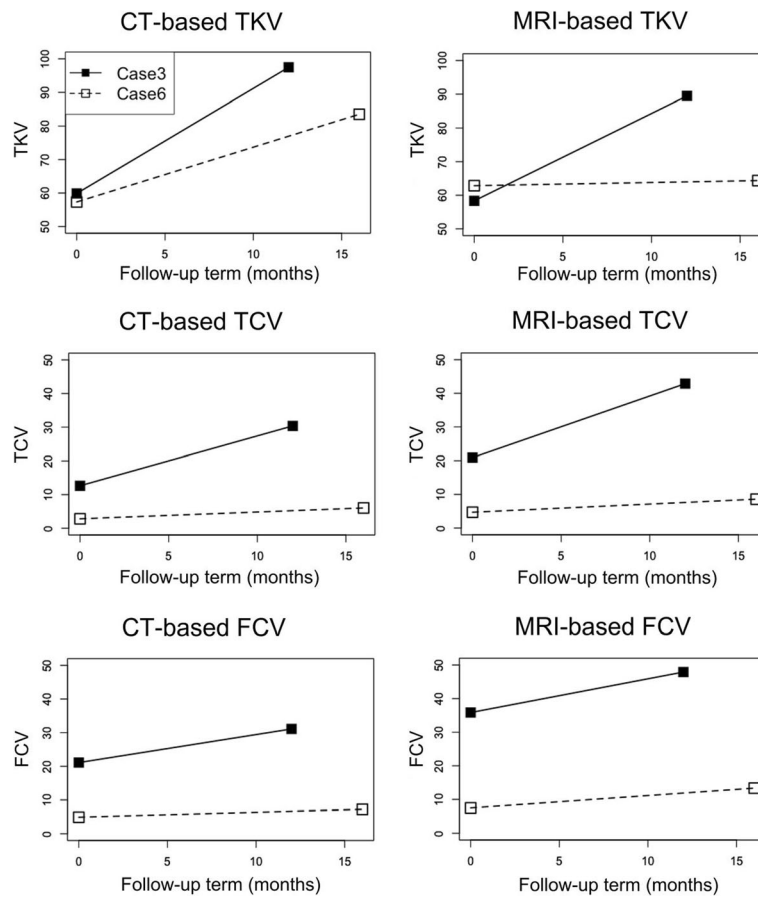 CT-based TKV
TKV
50
60
70
80
90
100
Case3
Case6
0 5 10 15
Follow-up term (months)
MRI-based TKV
TKV
50
60
70
80
90
100
0 5 10 15
Follow-up term (months)
CT-based TCV
TCV
0
10
20
30
40
50
0 5 10 15
Follow-up term (months)
MRI-based TCV
TCV
0
10
20
30
40
50
0 5 10 15
Follow-up term (months)
CT-based FCV
FCV
0
10
20
30
40
50
0 5 10 15
Follow-up term (months)
MRI-based FCV
FCV
0
10
20
30
40
50
0 5 10 15
Follow-up term (months)